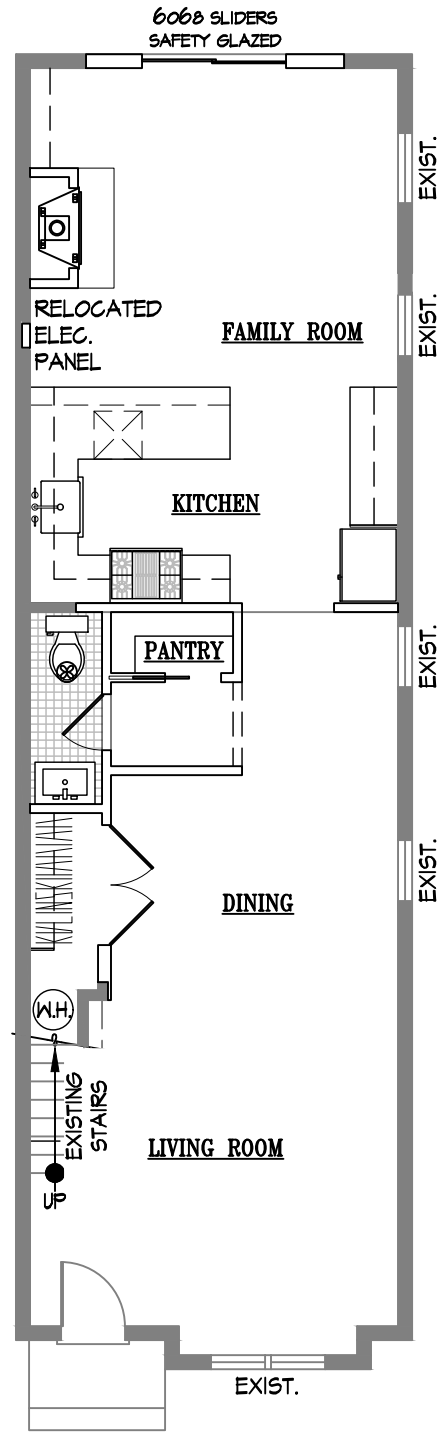 6068 SLIDERS
SAFETY GLAZED
EXIST.
EXIST.
RELOCATED
ELEC.
PANEL
FAMILY ROOM
KITCHEN
PANTRY
EXIST.
EXIST.
DINING
W.H.
EXISTING
STAIRS
LIVING ROOM
UP
EXIST.